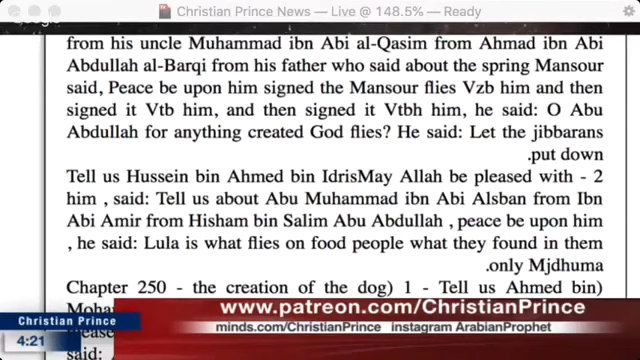 Christian Prince News — Live @ 148.5% — Ready
from his uncle Muhammad ibn Abi al-Qasim from Ahmad ibn Abi
Abdullah al-Barqi from his father who said about the spring Mansour
said, Peace be upon him signed the Mansour flies Vzb him and then
signed it Vtb him, and then signed it Vtbh him, he said: O Abu
Abdullah for anything created God flies? He said: Let the jibbarans
.put down
Tell us Hussein bin Ahmed bin IdrisMay Allah be pleased with - 2
him , said: Tell us about Abu Muhammad ibn Abi Alsban from Ibn
Abi Amir from Hisham bin Salim Abu Abdullah , peace be upon him
, he said: Lula is what flies on food people what they found in them
.only Mjdhuma
Chapter 250 - the creation of the dog) 1 - Tell us Ahmed bin)
www.patreon.com/ChristianPrince
Christian Prince
minds.com/ChristianPrince instagram ArabianProphet
4:21
said: